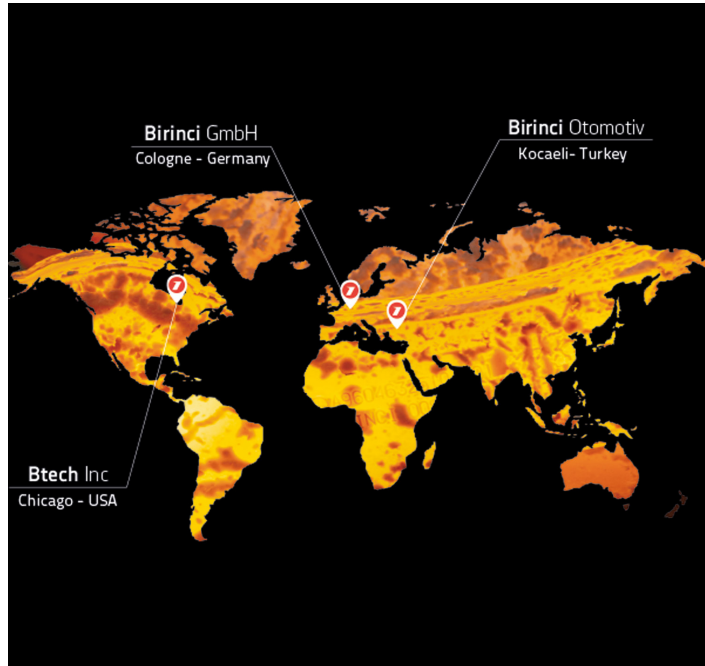 Birinci GmbH
Cologne - Germany
Birinci Otomotiv
Kocaeli- Turkey
Btech Inc
Chicago - USA